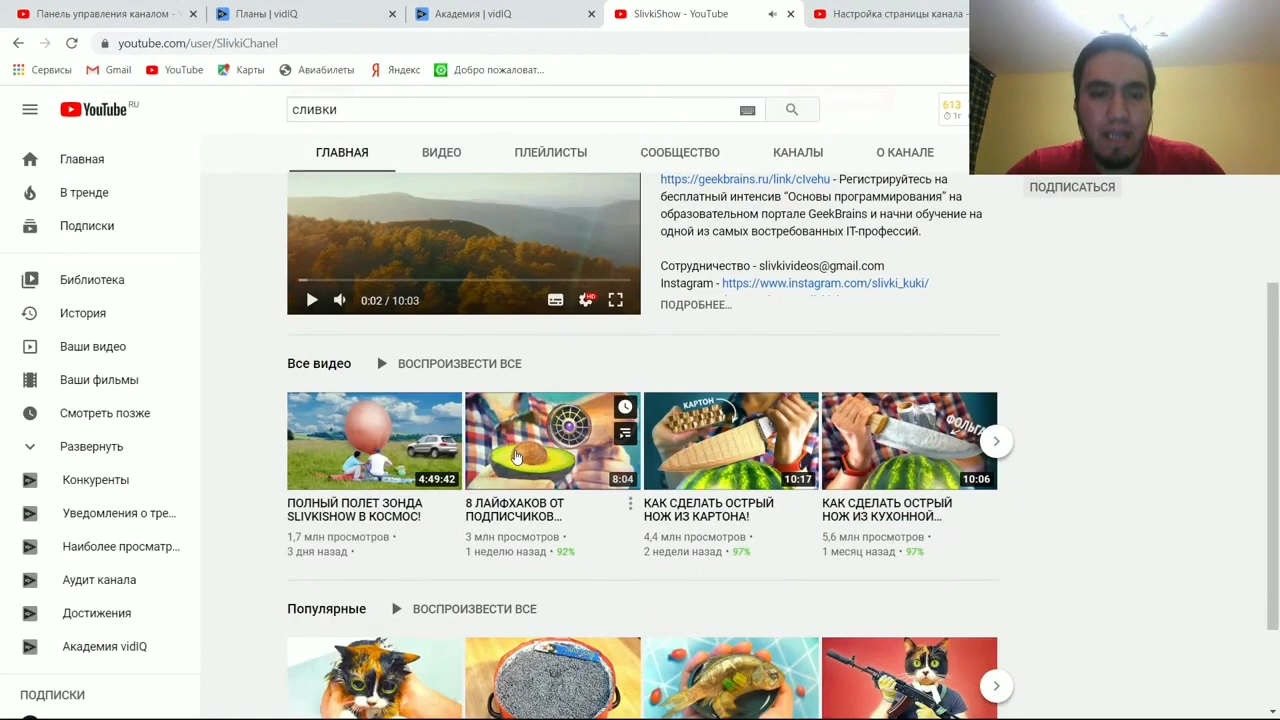 Панель управления каналом -
Планы | vidIQ
Академия | vidIQ
SlivkiShow - YouTube
Настройка страницы канала -
youtube.com/user/SlivkiChanel
Сервисы
Gmail
YouTube
Карты
Авиабилеты
Яндекс
Добро пожаловат...
YouTube RU
сливки
613
1г
ГЛАВНАЯ
ВИДЕО
ПЛЕЙЛИСТЫ
СООБЩЕСТВО
КАНАЛЫ
О КАНАЛЕ
ПОДПИСАТЬСЯ
Главная
В тренде
Подписки
Библиотека
История
Ваши видео
Ваши фильмы
Смотреть позже
Развернуть
Конкуренты
Уведомления о тре...
Наиболее просматр...
Аудит канала
Достижения
Академия vidIQ
ПОДПИСКИ
0:02 / 10:03
HD
https://geekbrains.ru/link/cIvehu - Регистрируйтесь на
бесплатный интенсив “Основы программирования” на
образовательном портале GeekBrains и начни обучение на
одной из самых востребованных IT-профессий.
Сотрудничество - slivkivideos@gmail.com
Instagram - https://www.instagram.com/slivki_kuki/
ПОДРОБНЕЕ...
Все видео
ВОСПРОИЗВЕСТИ ВСЕ
4:49:42
ПОЛНЫЙ ПОЛЕТ ЗОНДА
SLIVKISHOW В КОСМОС!
1,7 млн просмотров •
3 дня назад •
8:04
8 ЛАЙФХАКОВ ОТ
ПОДПИСЧИКОВ...
3 млн просмотров •
1 неделю назад • 92%
КАРТОН
10:17
КАК СДЕЛАТЬ ОСТРЫЙ
НОЖ ИЗ КАРТОНА!
4,4 млн просмотров •
2 недели назад • 97%
ФОЛЬГА
10:06
КАК СДЕЛАТЬ ОСТРЫЙ
НОЖ ИЗ КУХОННОЙ...
5,6 млн просмотров •
1 месяц назад • 97%
Популярные
ВОСПРОИЗВЕСТИ ВСЕ